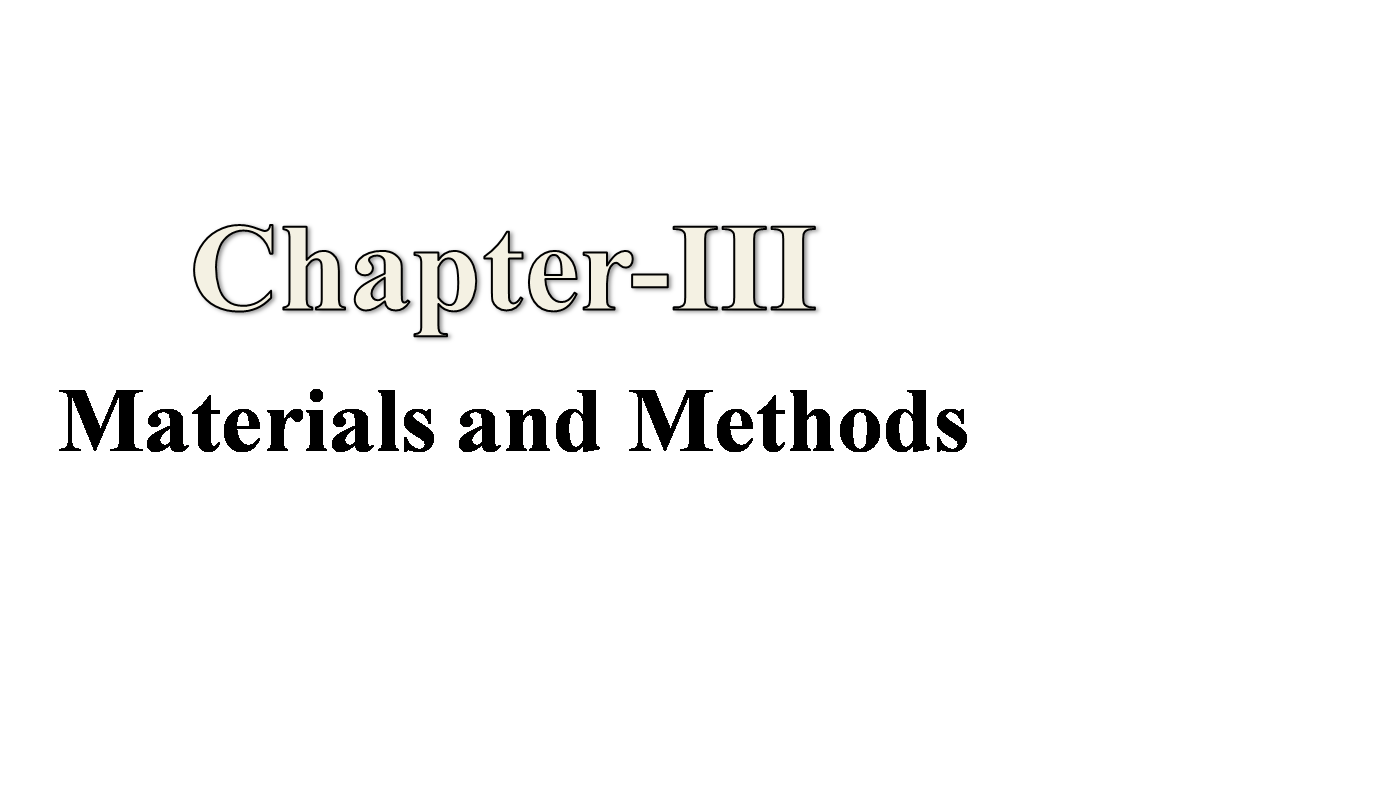 Chapter-III
Materials and Methods